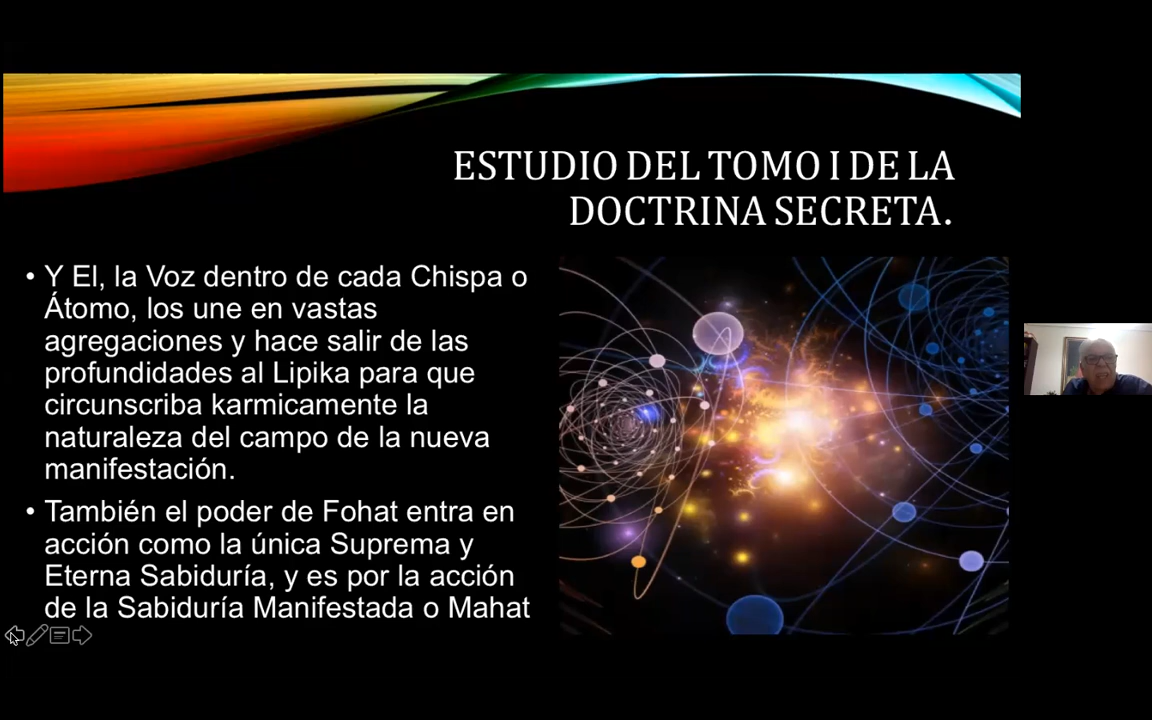 ESTUDIO DEL TOMO I DE LA
DOCTRINA SECRETA.
• Y El, la Voz dentro de cada Chispa o
Átomo, los une en vastas
agregaciones y hace salir de las
profundidades al Lipika para que
circunscriba karmicamente la
naturaleza del campo de la nueva
manifestación.
• También el poder de Fohat entra en
acción como la única Suprema y
Eterna Sabiduría, y es por la acción
de la Sabiduría Manifestada o Mahat